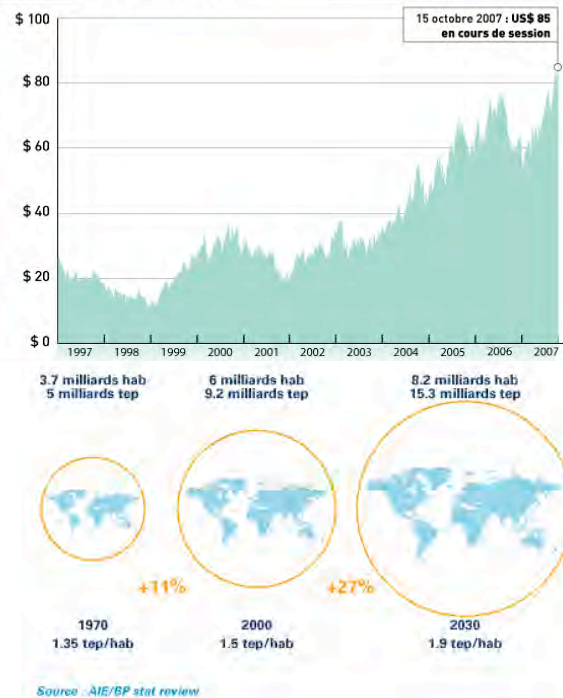 $ 100
15 octobre 2007 : US$ 85
en cours de session
$ 80
$ 60
$ 40
$ 20
$ 0
1997 1998 1999 2000 2001 2002 2003 2004 2005 2006 2007
3.7 milliards hab
5 milliards tep
6 milliards hab
9.2 milliards tep
8.2 milliards hab
15.3 milliards tep
+11%
+27%
1970
1.35 tep/hab
2000
1.5 tep/hab
2030
1.9 tep/hab
Source : AIE/BP stat review